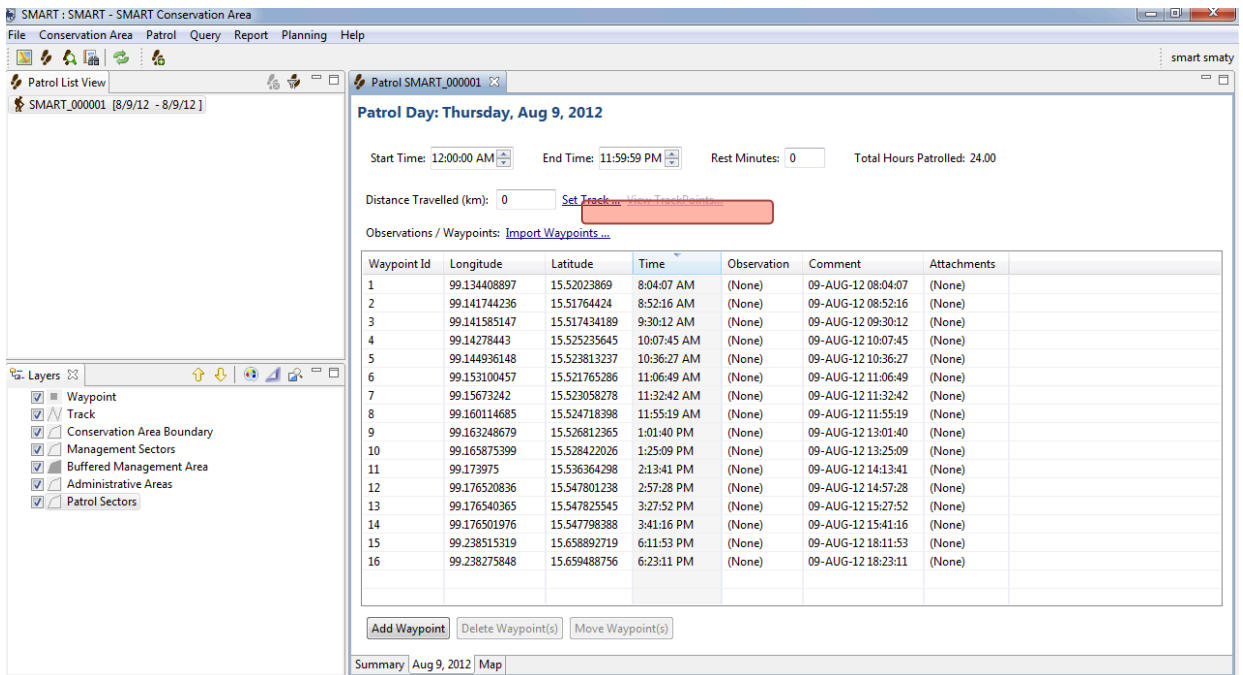 SMART : SMART - SMART Conservation Area
File Conservation Area Patrol Query Report Planning Help
smart smaty
Patrol List View
SMART_000001 [8/9/12 - 8/9/12 ]
Layers
Waypoint
Track
Conservation Area Boundary
Management Sectors
Buffered Management Area
Administrative Areas
Patrol Sectors
Patrol SMART_000001
Patrol Day: Thursday, Aug 9, 2012
Start Time: 12:00:00 AM End Time: 11:59:59 PM Rest Minutes: 0 Total Hours Patrolled: 24.00
Distance Travelled (km): 0 Set Track ... View TrackPoints...
Observations / Waypoints: Import Waypoints ...
Waypoint Id Longitude Latitude Time Observation Comment Attachments
1 99.134408897 15.52023869 8:04:07 AM (None) 09-AUG-12 08:04:07 (None)
2 99.141744236 15.51764424 8:52:16 AM (None) 09-AUG-12 08:52:16 (None)
3 99.141585147 15.517434189 9:30:12 AM (None) 09-AUG-12 09:30:12 (None)
4 99.14278443 15.525235645 10:07:45 AM (None) 09-AUG-12 10:07:45 (None)
5 99.144936148 15.523813237 10:36:27 AM (None) 09-AUG-12 10:36:27 (None)
6 99.153100457 15.521765286 11:06:49 AM (None) 09-AUG-12 11:06:49 (None)
7 99.15673242 15.523058278 11:32:42 AM (None) 09-AUG-12 11:32:42 (None)
8 99.160114685 15.524718398 11:55:19 AM (None) 09-AUG-12 11:55:19 (None)
9 99.163248679 15.526812365 1:01:40 PM (None) 09-AUG-12 13:01:40 (None)
10 99.165875399 15.528422026 1:25:09 PM (None) 09-AUG-12 13:25:09 (None)
11 99.173975 15.536364298 2:13:41 PM (None) 09-AUG-12 14:13:41 (None)
12 99.176520836 15.547801238 2:57:28 PM (None) 09-AUG-12 14:57:28 (None)
13 99.176540365 15.547825545 3:27:52 PM (None) 09-AUG-12 15:27:52 (None)
14 99.176501976 15.547798388 3:41:16 PM (None) 09-AUG-12 15:41:16 (None)
15 99.238515319 15.658892719 6:11:53 PM (None) 09-AUG-12 18:11:53 (None)
16 99.238275848 15.659488756 6:23:11 PM (None) 09-AUG-12 18:23:11 (None)
Add Waypoint Delete Waypoint(s) Move Waypoint(s)
Summary Aug 9, 2012 Map